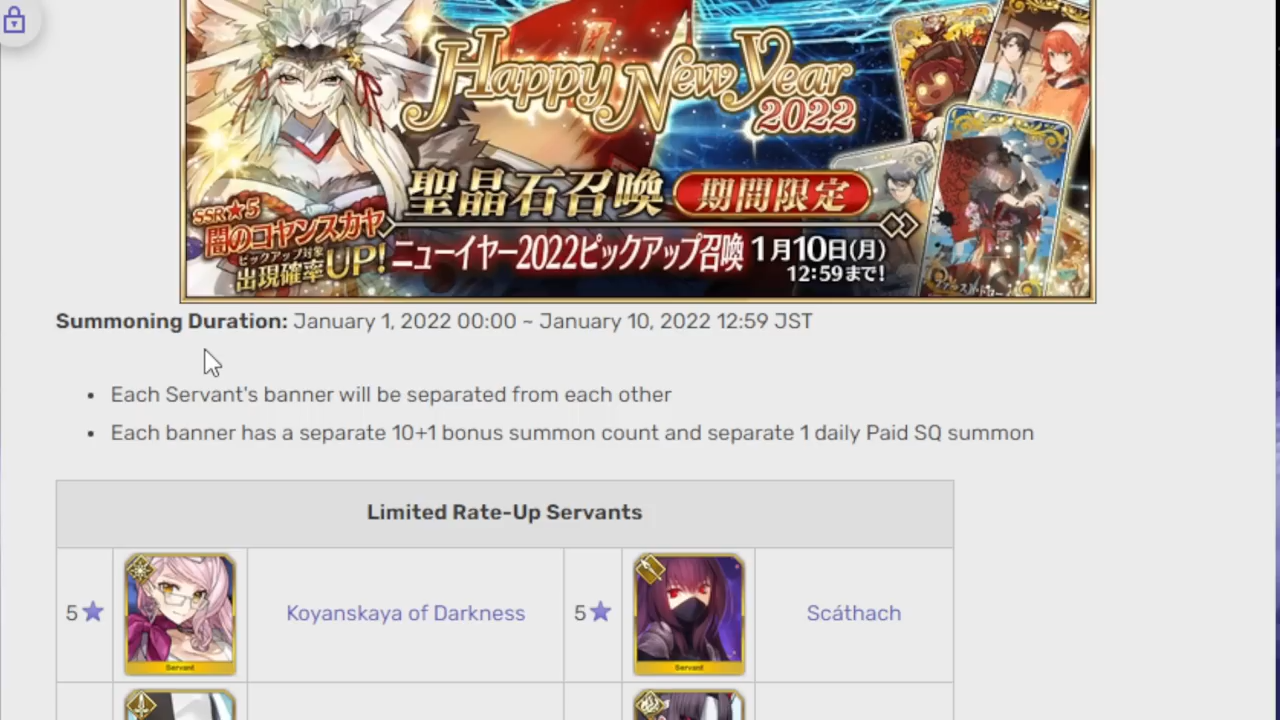 Happy New Year
2022
聖晶石召喚 期間限定
SSR★5
闇のコヤンスカヤ
ピックアップ対象
出現確率UP!
ニューイヤー2022ピックアップ召喚 1月10日(月)
12:59まで!
Summoning Duration: January 1, 2022 00:00 ~ January 10, 2022 12:59 JST
• Each Servant's banner will be separated from each other
• Each banner has a separate 10+1 bonus summon count and separate 1 daily Paid SQ summon
Limited Rate-Up Servants
5★ Servant Koyanskaya of Darkness 5★ Servant Scáthach